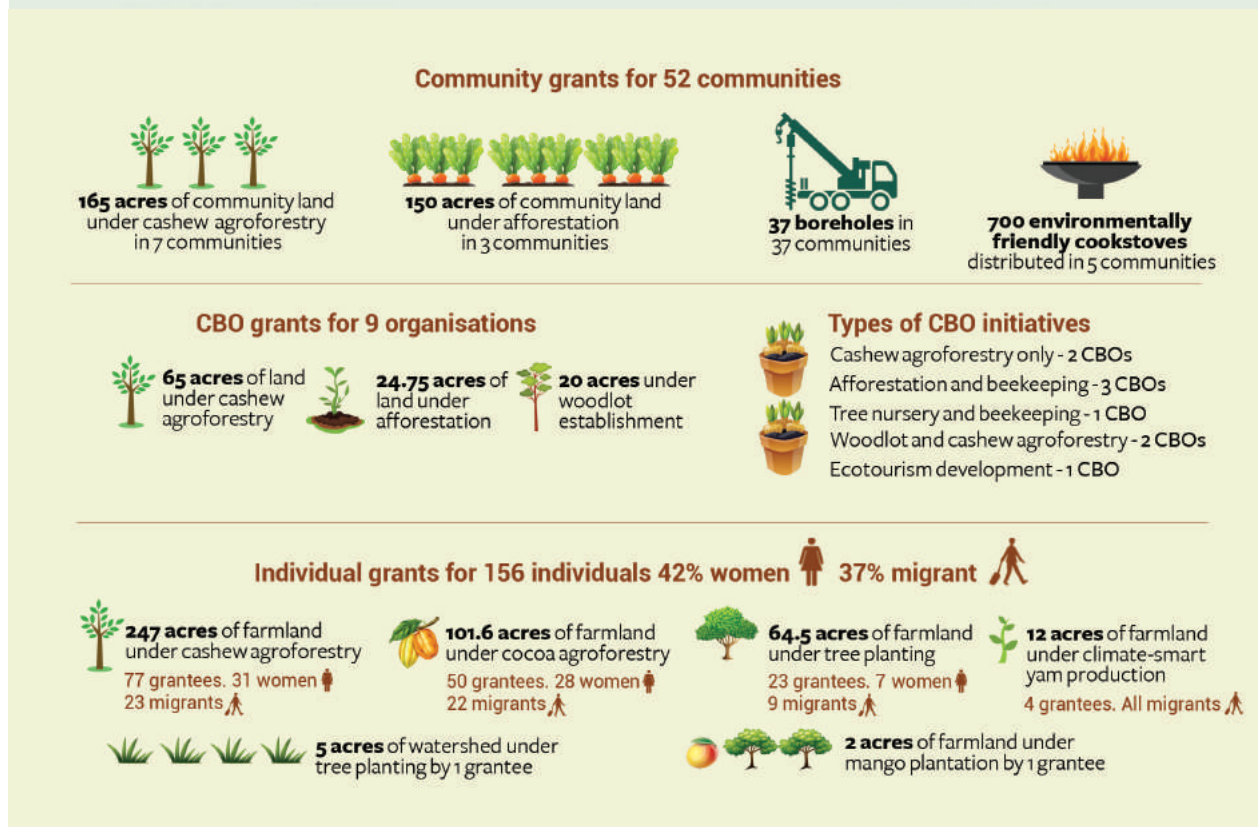 Community grants for 52 communities
165 acres of community land
under cashew agroforestry
in 7 communities
150 acres of community land
under afforestation
in 3 communities
37 boreholes in
37 communities
700 environmentally
friendly cookstoves
distributed in 5 communities
CBO grants for 9 organisations
65 acres of land
under cashew
agroforestry
24.75 acres of
land under
afforestation
20 acres under
woodlot
establishment
Types of CBO initiatives
Cashew agroforestry only - 2 CBOs
Afforestation and beekeeping - 3 CBOs
Tree nursery and beekeeping - 1 CBO
Woodlot and cashew agroforestry - 2 CBOs
Ecotourism development - 1 CBO
Individual grants for 156 individuals 42% women 37% migrant
247 acres of farmland
under cashew agroforestry
77 grantees. 31 women
23 migrants
101.6 acres of farmland
under cocoa agroforestry
50 grantees. 28 women
22 migrants
64.5 acres of farmland
under tree planting
23 grantees. 7 women
9 migrants
12 acres of farmland
under climate-smart
yam production
4 grantees. All migrants
5 acres of watershed under
tree planting by 1 grantee
2 acres of farmland under
mango plantation by 1 grantee